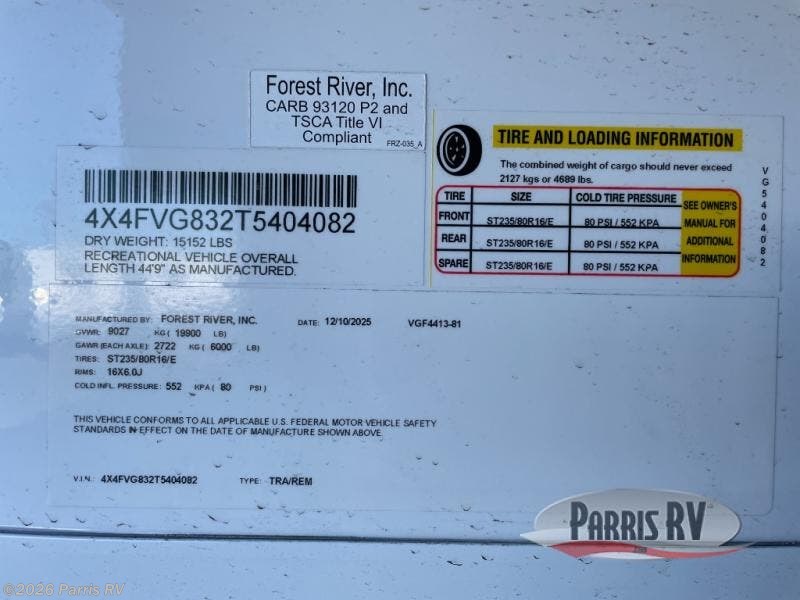 Forest River, Inc.
CARB 93120 P2 and
TSCA Title VI
Compliant
FRZ-035_A
4X4FVG832T5404082
DRY WEIGHT: 15152 LBS
RECREATIONAL VEHICLE OVERALL
LENGTH 44'9" AS MANUFACTURED.
TIRE AND LOADING INFORMATION
The combined weight of cargo should never exceed
2127 kgs or 4689 lbs.
TIRE SIZE COLD TIRE PRESSURE
FRONT ST235/80R16/E 80 PSI / 552 KPA
REAR ST235/80R16/E 80 PSI / 552 KPA
SPARE ST235/80R16/E 80 PSI / 552 KPA
SEE OWNER'S
MANUAL FOR
ADDITIONAL
INFORMATION
VG5404082
MANUFACTURED BY: FOREST RIVER, INC. DATE: 12/10/2025 VGF4413-81
GVWR: 9027 KG ( 19900 LB)
GAWR (EACH AXLE): 2722 KG ( 6000 LB)
TIRES: ST235/80R16/E
RIMS: 16X6.0J
COLD INFL. PRESSURE: 552 KPA ( 80 PSI )
THIS VEHICLE CONFORMS TO ALL APPLICABLE U.S. FEDERAL MOTOR VEHICLE SAFETY
STANDARDS IN EFFECT ON THE DATE OF MANUFACTURE SHOWN ABOVE.
V.I.N.: 4X4FVG832T5404082 TYPE: TRA/REM
PARRIS RV
©2026 Parris RV